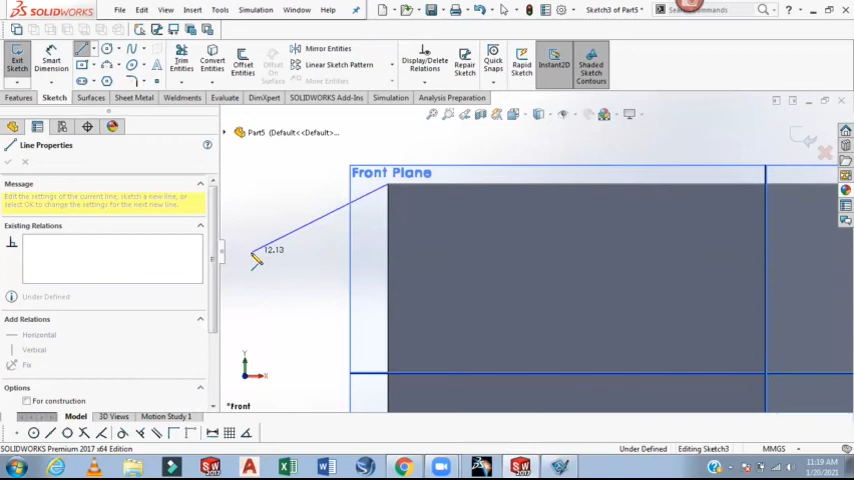 SOLIDWORKS
File Edit View Insert Tools Simulation Window Help
Sketch3 of Part5 *
Search Commands
Exit Sketch
Smart Dimension
Trim Entities
Convert Entities
Offset Entities
Offset On Surface
Mirror Entities
Linear Sketch Pattern
Move Entities
Display/Delete Relations
Repair Sketch
Quick Snaps
Rapid Sketch
Instant2D
Shaded Sketch Contours
Features Sketch Surfaces Sheet Metal Weldments Evaluate DimXpert SOLIDWORKS Add-Ins Simulation Analysis Preparation
Part5 (Default<<Default>...
Line Properties
Message
Edit the settings of the current line, sketch a new line, or select OK to change the settings for the next new line.
Existing Relations
Under Defined
Add Relations
Horizontal
Vertical
Fix
Options
For construction
Front Plane
12.13
Y
X
*Front
Model 3D Views Motion Study 1
SOLIDWORKS Premium 2017 x64 Edition
Under Defined Editing Sketch3 MMGS
11:19 AM
1/20/2021